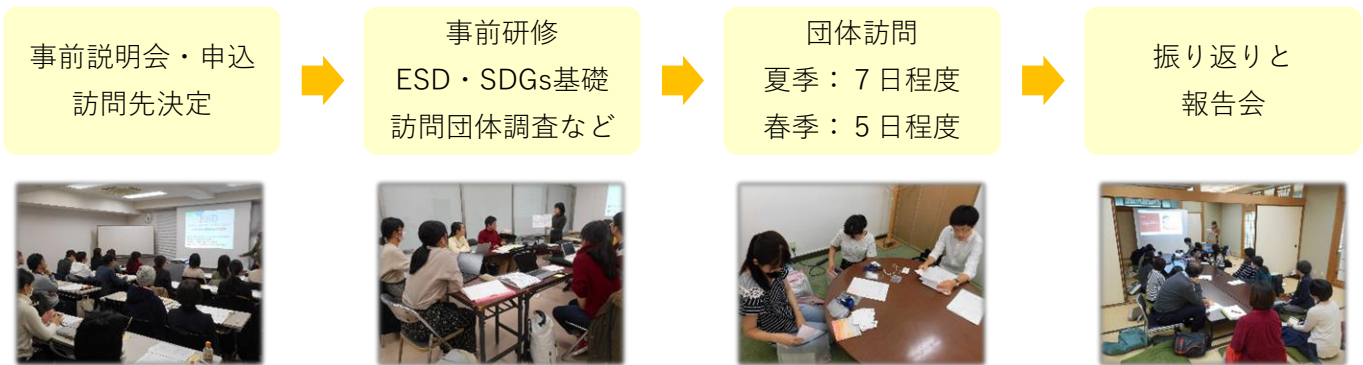 事前説明会・申込
訪問先決定
事前研修
ESD・SDGs基礎
訪問団体調査など
団体訪問
夏季：７日程度
春季：５日程度
振り返りと
報告会
ESD